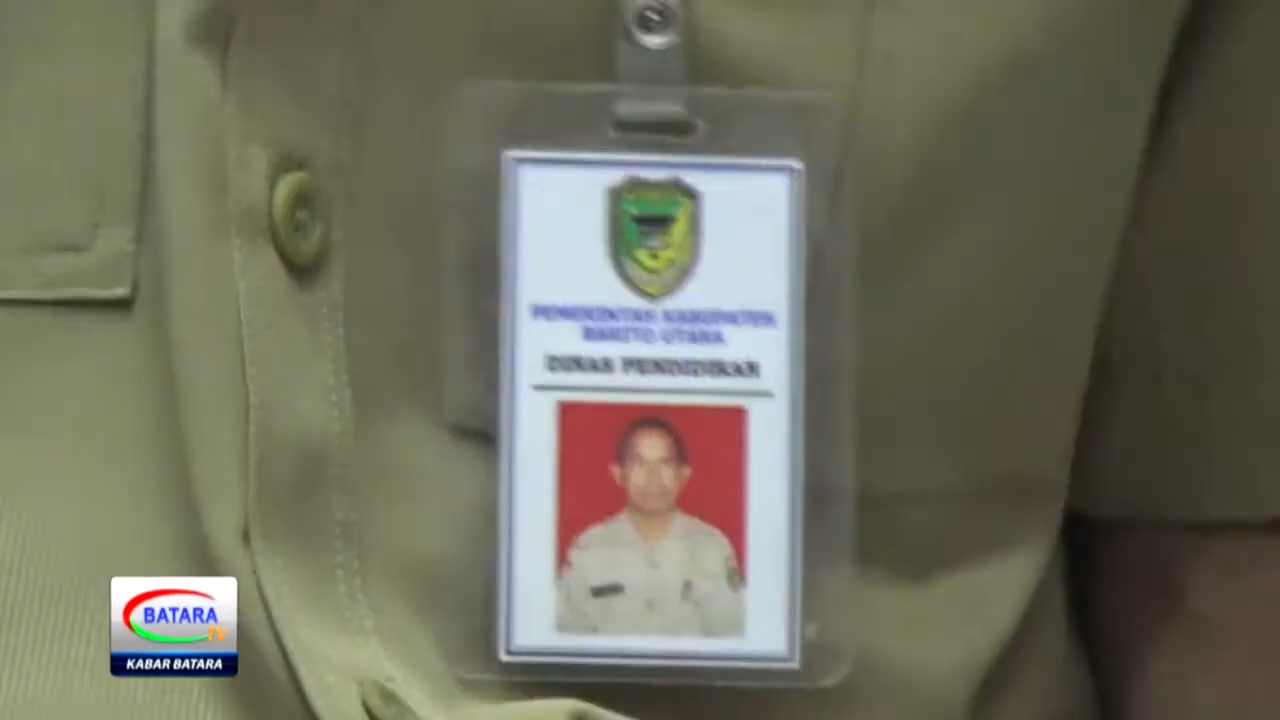 PEMERINTAH KABUPATEN
BARITO UTARA
DINAS PENDIDIKAN
BATARA
TV
KABAR BATARA